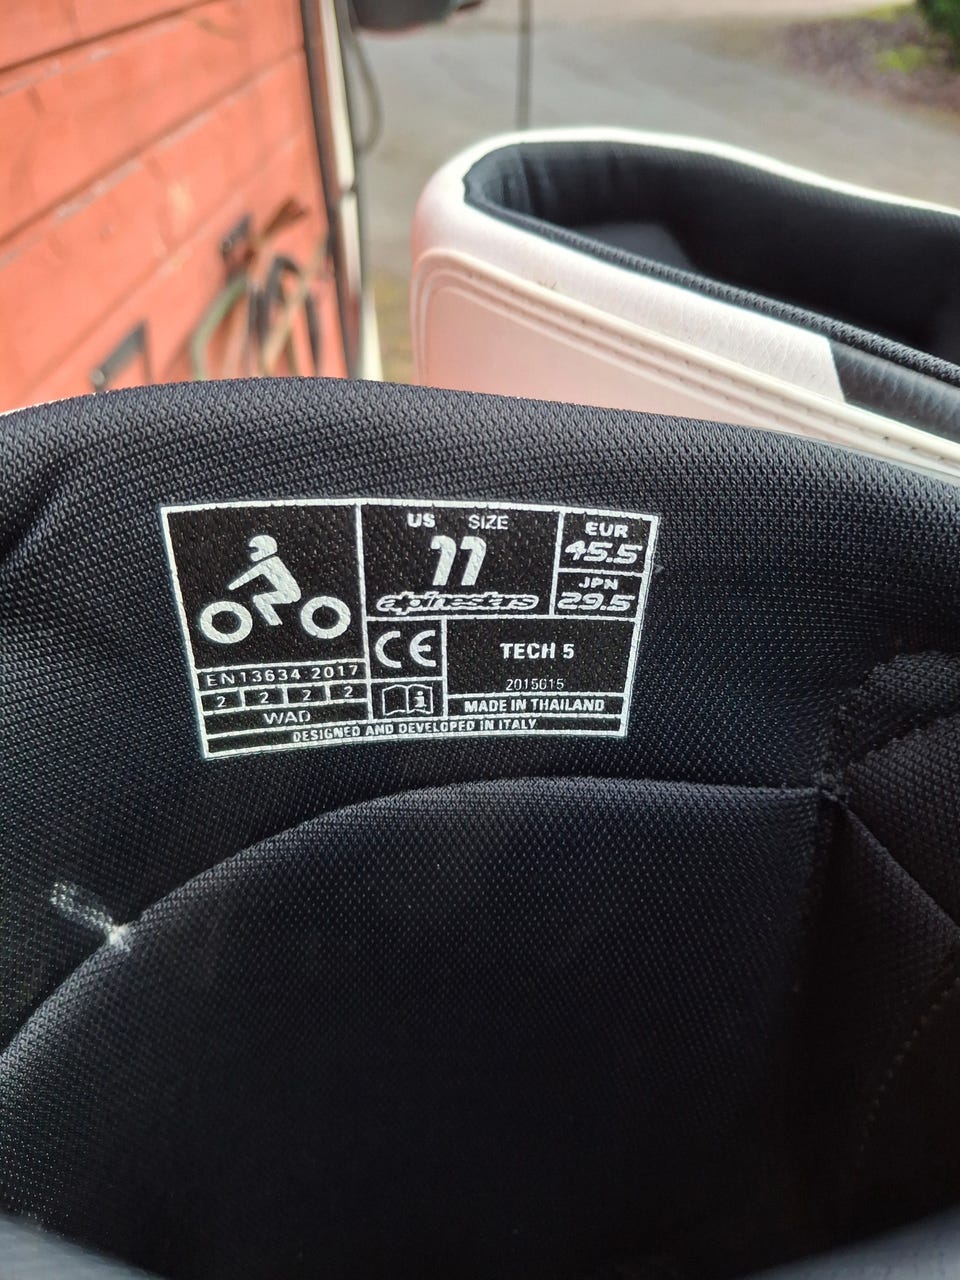 US SIZE
11
alpinestars
EUR
45.5
JPN
29.5
CE
TECH 5
2015015
EN13634 2017
2 2 2 2
WAD
i
MADE IN THAILAND
DESIGNED AND DEVELOPED IN ITALY